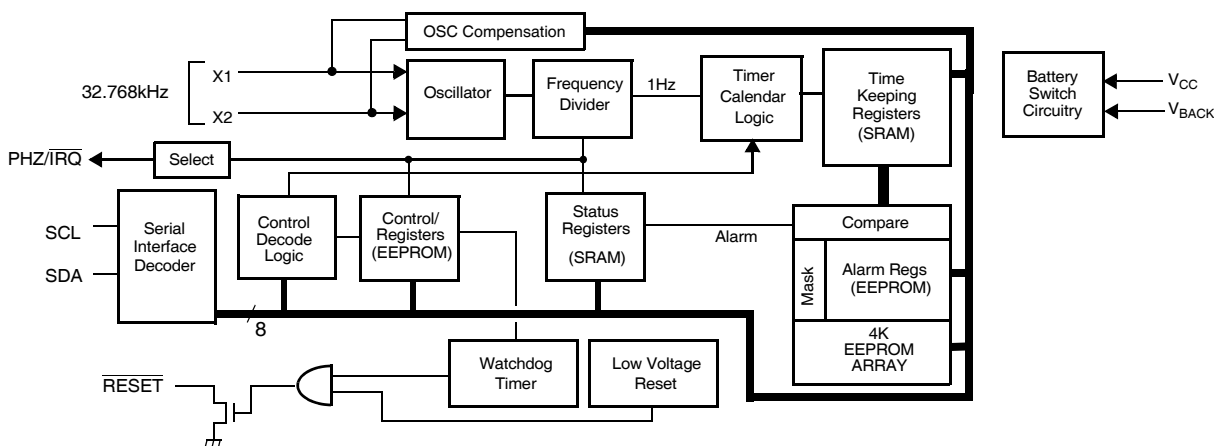 OSC Compensation
32.768kHz
X1
X2
Oscillator
Frequency
Divider
1Hz
Timer
Calendar
Logic
Time
Keeping
Registers
(SRAM)
Battery
Switch
Circuitry
VCC
VBACK
PHZ/IRQ
Select
SCL
SDA
Serial
Interface
Decoder
Control
Decode
Logic
Control/
Registers
(EEPROM)
Status
Registers
(SRAM)
Alarm
Compare
Mask
Alarm Regs
(EEPROM)
4K
EEPROM
ARRAY
8
RESET
Watchdog
Timer
Low Voltage
Reset